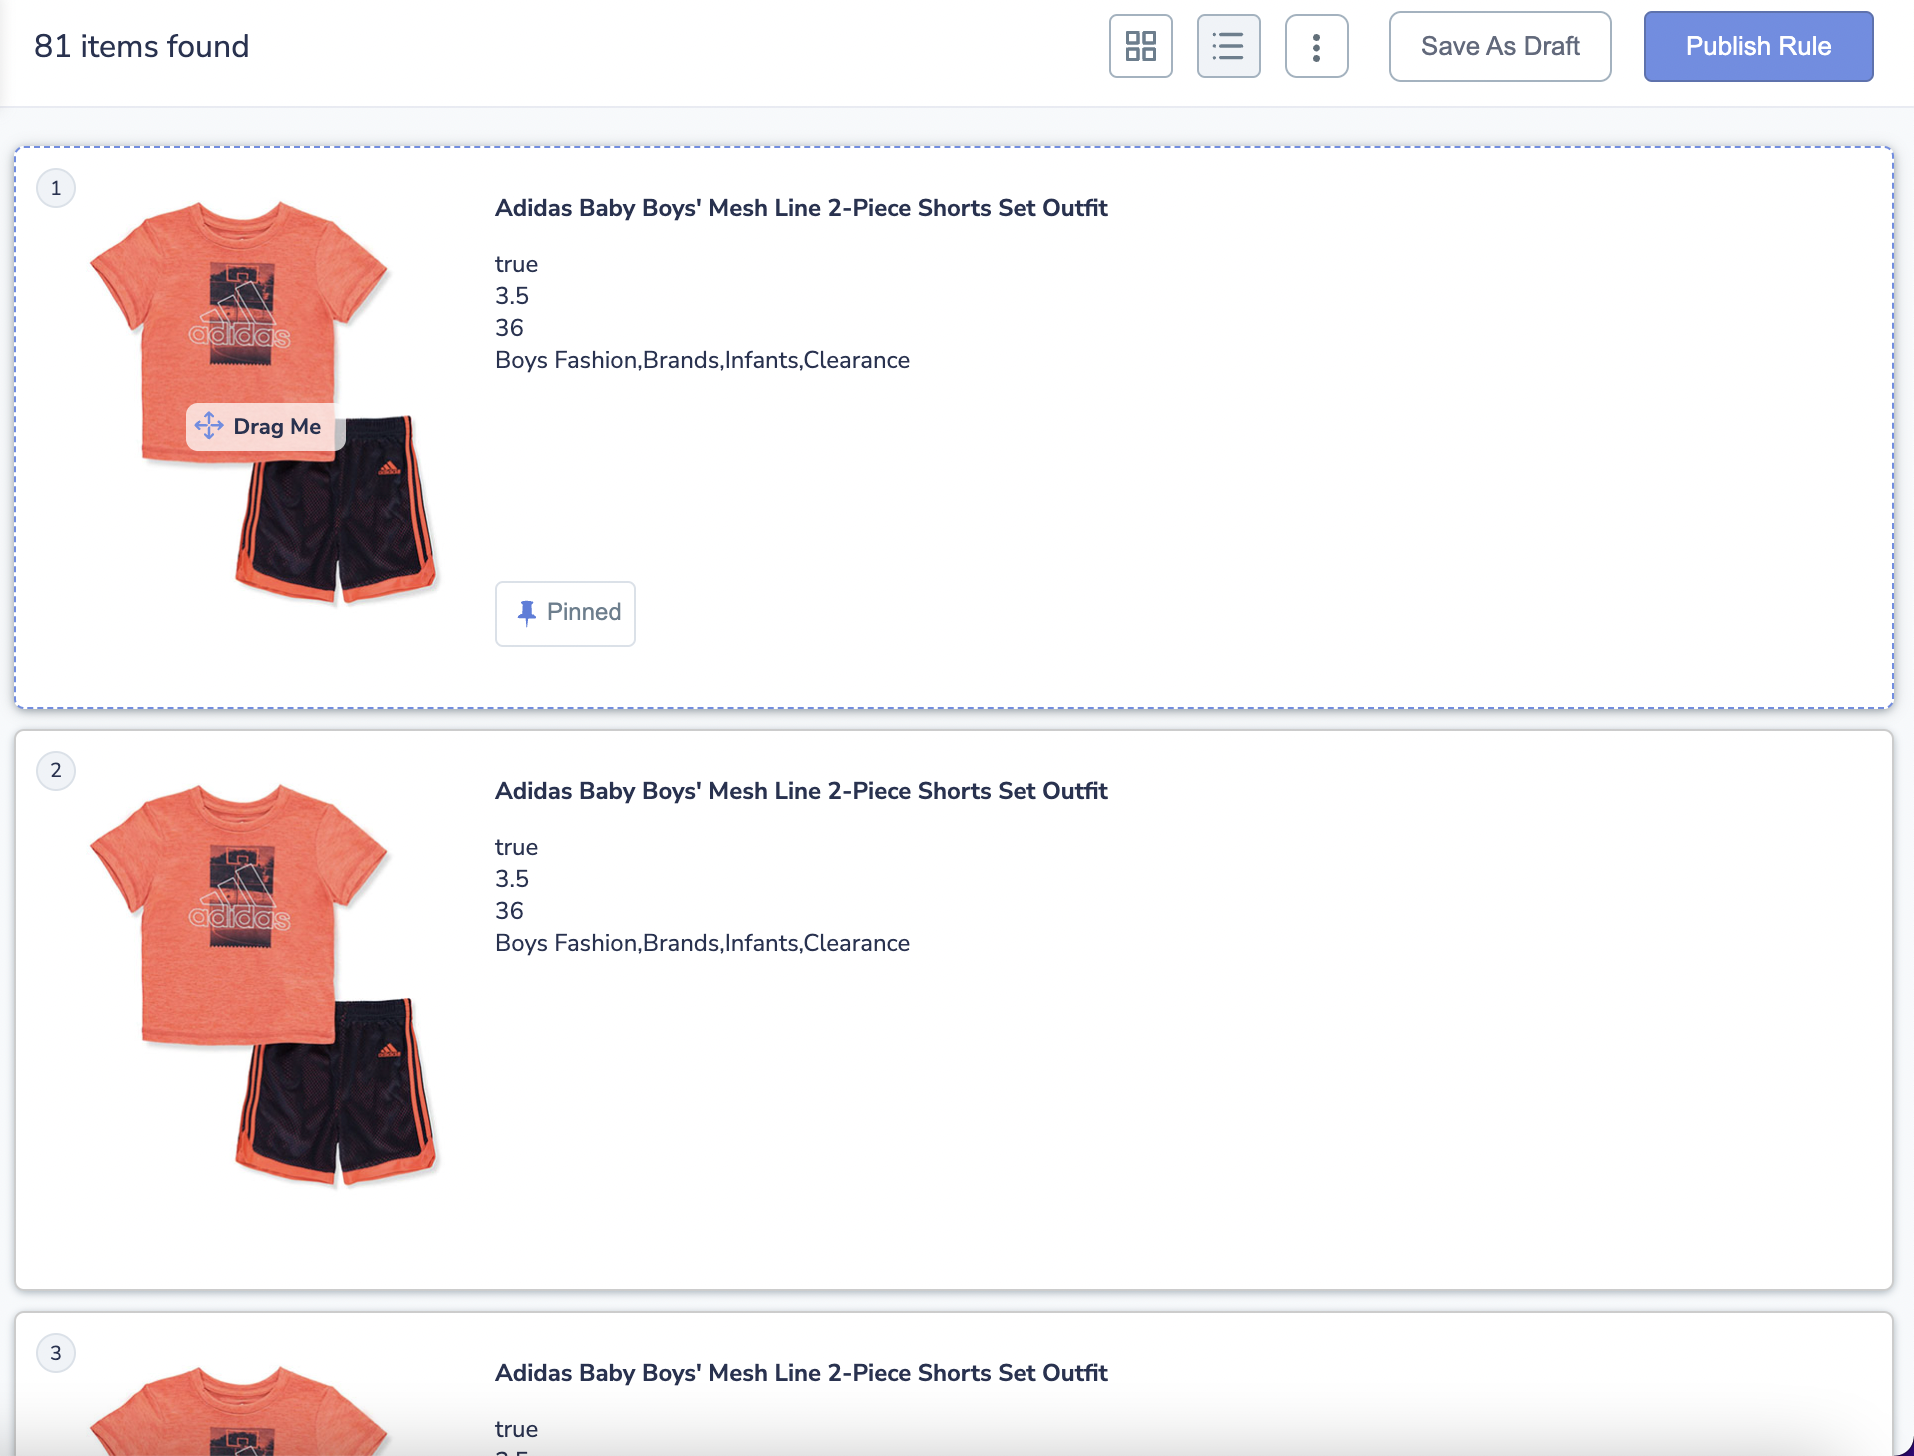 81 items found
Save As Draft
Publish Rule
1
Adidas Baby Boys' Mesh Line 2-Piece Shorts Set Outfit
true
3.5
36
Boys Fashion,Brands,Infants,Clearance
adidas
Drag Me
Pinned
2
Adidas Baby Boys' Mesh Line 2-Piece Shorts Set Outfit
true
3.5
36
Boys Fashion,Brands,Infants,Clearance
adidas
3
Adidas Baby Boys' Mesh Line 2-Piece Shorts Set Outfit
true